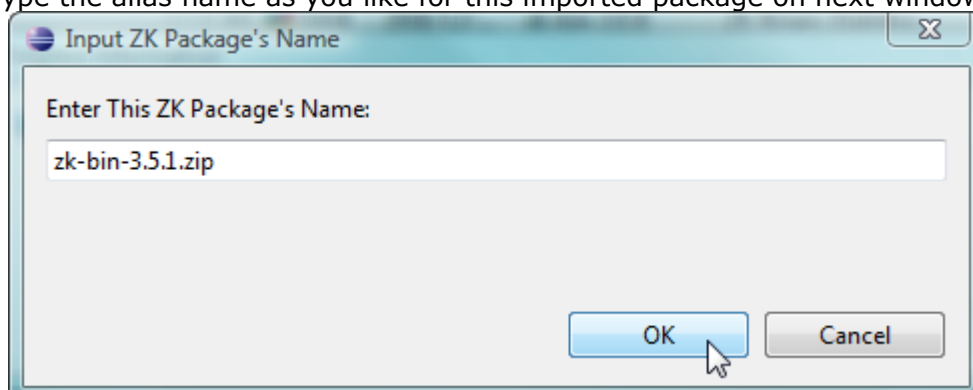 ype the alias name as you like for this imported package on next window
Input ZK Package's Name
Enter This ZK Package's Name:
zk-bin-3.5.1.zip
OK
Cancel